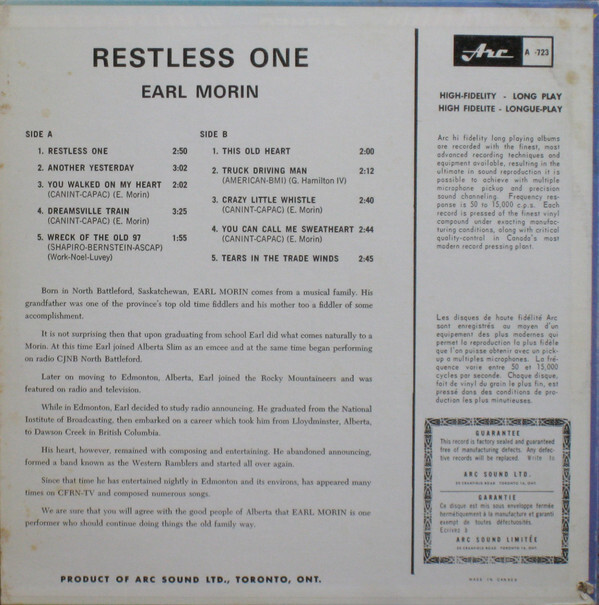 RESTLESS ONE
EARL MORIN
SIDE A
1. RESTLESS ONE 2:50
2. ANOTHER YESTERDAY 3:02
3. YOU WALKED ON MY HEART 2:02
(CANINT-CAPAC) (E. Morin)
4. DREAMSVILLE TRAIN 3:25
(CANINT-CAPAC) (E. Morin)
5. WRECK OF THE OLD 97 1:55
(SHAPIRO-BERNSTEIN-ASCAP)
(Work-Noel-Luvey)
SIDE B
1. THIS OLD HEART 2:00
2. TRUCK DRIVING MAN 2:12
(AMERICAN-BMI) (G. Hamilton IV)
3. CRAZY LITTLE WHISTLE 2:40
(CANINT-CAPAC) (E. Morin)
4. YOU CAN CALL ME SWEATHEART 2:44
(CANINT-CAPAC) (E. Morin)
5. TEARS IN THE TRADE WINDS 2:45
Born in North Battleford, Saskatchewan, EARL MORIN comes from a musical family. His
grandfather was one of the province's top old time fiddlers and his mother too a fiddler of some
accomplishment.
It is not surprising then that upon graduating from school Earl did what comes naturally to a
Morin. At this time Earl joined Alberta Slim as an emcee and at the same time began performing
on radio CJNB North Battleford.
Later on moving to Edmonton, Alberta, Earl joined the Rocky Mountaineers and was
featured on radio and television.
While in Edmonton, Earl decided to study radio announcing. He graduated from the National
Institute of Broadcasting, then embarked on a career which took him from Lloydminster, Alberta,
to Dawson Creek in British Columbia.
His heart, however, remained with composing and entertaining. He abandoned announcing,
formed a band known as the Western Ramblers and started all over again.
Since that time he has entertained nightly in Edmonton and its environs, has appeared many
times on CFRN-TV and composed numerous songs.
We are sure that you will agree with the good people of Alberta that EARL MORIN is one
performer who should continue doing things the old family way.
PRODUCT OF ARC SOUND LTD., TORONTO, ONT.
Arc A -723
HIGH-FIDELITY - LONG PLAY
HIGH FIDELITE - LONGUE-PLAY
Arc hi fidelity long playing albums
are recorded with the finest, most
advanced recording techniques and
equipment available, resulting in the
ultimate in sound reproduction it is
possible to achieve with multiple
microphone pickup and precision
sound channeling. Frequency res-
ponse is 50 to 15,000 c.p.s. Each
record is pressed of the finest vinyl
compound under exacting manufac-
turing conditions, along with critical
quality-control in Canada's most
modern record pressing plant.
Les disques de haute fidélité Arc
sont enregistrés au moyen d'un
équipement des plus modernes qui
permet la reproduction la plus fidèle
que l'on puisse obtenir avec un pick-
up a multiples microphones. La fré-
quence varie entre 50 et 15,000
cycles par seconde. Chaque disque,
fait de vinyl du grain le plus fin, est
pressé dans des conditions de pro-
duction les plus minutieuses.
GUARANTEE
This record is factory sealed and guaranteed
free of manufacturing defects. Any defec-
tive records will be replaced. Write to
ARC SOUND LTD.
GARANTIE
Ce disque est mis sous enveloppe fermée
hermétiquement à la manufacture et garanti
exempt de toutes défectuosités.
Ecrivez à
ARC SOUND LIMITÉE
MADE IN CANADA